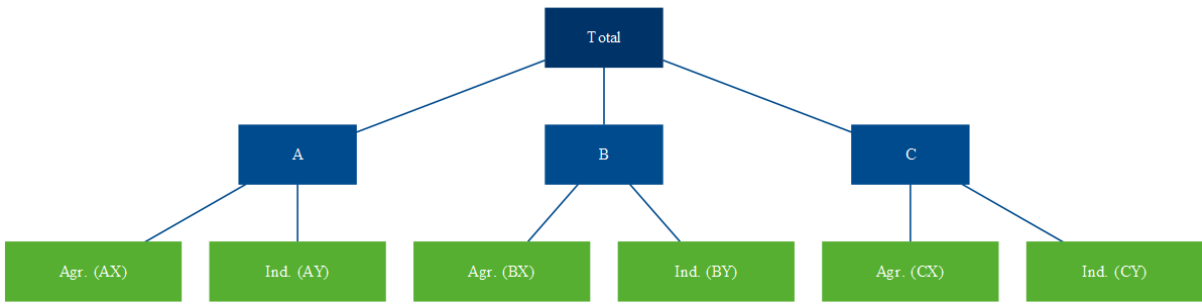 Total
A
B
C
Agr. (AX)
Ind. (AY)
Agr. (BX)
Ind. (BY)
Agr. (CX)
Ind. (CY)